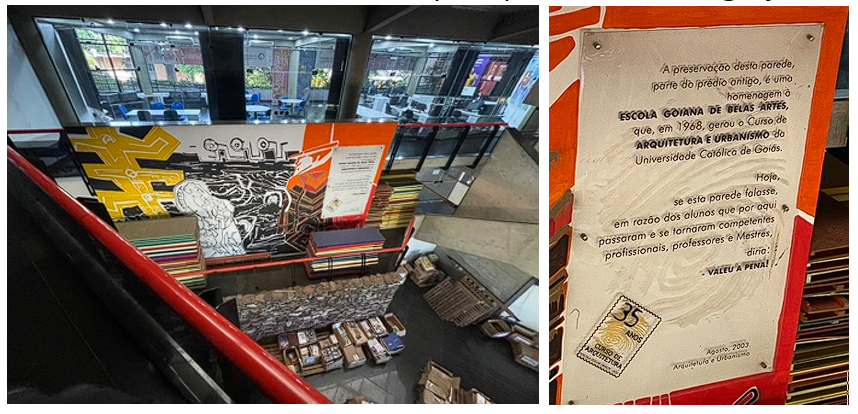 A preservação desta parede,
parte do prédio antigo, é uma
homenagem à
ESCOLA GOIANA DE BELAS ARTES,
que, em 1968, gerou o Curso de
ARQUITETURA E URBANISMO da
Universidade Católica de Goiás.
Hoje,
se esta parede falasse,
em razão dos alunos que por aqui
passaram e se tornaram competentes
profissionais, professores e Mestres,
diria:
- VALEU A PENA! -
35
ANOS
CURSO DE
ARQUITETURA
Agosto, 2003
Arquitetura e Urbanismo